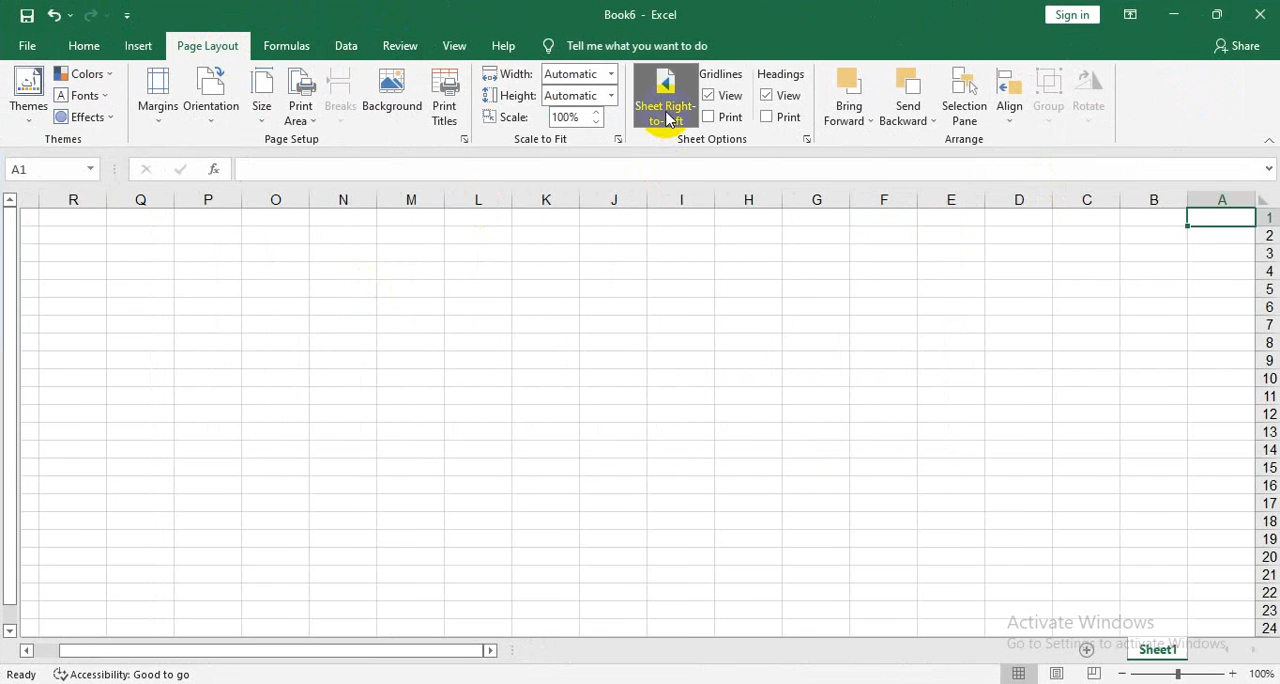 Book6 - Excel
Sign in
File Home Insert Page Layout Formulas Data Review View Help Tell me what you want to do Share
Themes
Colors
Fonts
Effects
Themes
Margins Orientation Size Print Area Breaks Background Print Titles
Page Setup
Width: Automatic
Height: Automatic
Scale: 100%
Scale to Fit
Sheet Right-to-Left
Gridlines
View
Print
Headings
View
Print
Sheet Options
Bring Forward Send Backward Selection Pane Align Group Rotate
Arrange
A1 fx
R Q P O N M L K J I H G F E D C B A
1
2
3
4
5
6
7
8
9
10
11
12
13
14
15
16
17
18
19
20
21
22
23
24
Activate Windows
Go to Settings to activate Windows.
Sheet1
Ready Accessibility: Good to go 100%